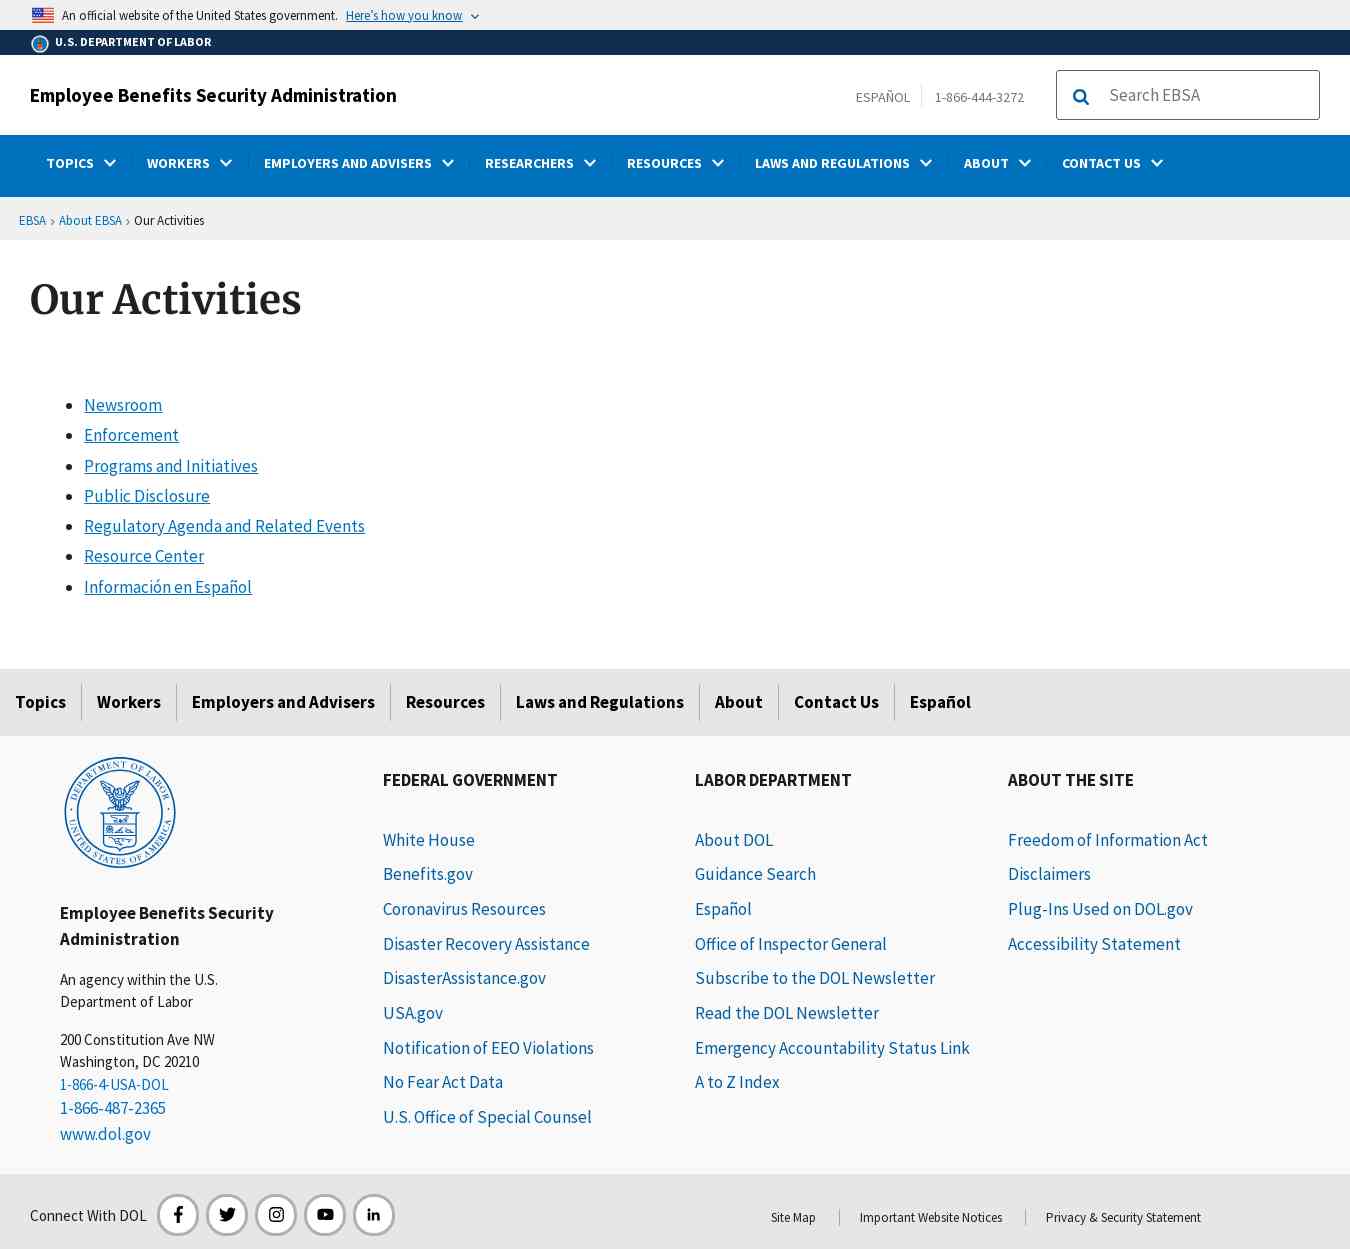 An official website of the United States government. Here's how you know
U.S. DEPARTMENT OF LABOR
Employee Benefits Security Administration
ESPAÑOL
1-866-444-3272
Search EBSA
TOPICS
WORKERS
EMPLOYERS AND ADVISERS
RESEARCHERS
RESOURCES
LAWS AND REGULATIONS
ABOUT
CONTACT US
EBSA › About EBSA › Our Activities
Our Activities
Newsroom
Enforcement
Programs and Initiatives
Public Disclosure
Regulatory Agenda and Related Events
Resource Center
Información en Español
Topics
Workers
Employers and Advisers
Resources
Laws and Regulations
About
Contact Us
Español
DEPARTMENT OF LABOR
UNITED STATES OF AMERICA
Employee Benefits Security
Administration
An agency within the U.S.
Department of Labor
200 Constitution Ave NW
Washington, DC 20210
1-866-4-USA-DOL
1-866-487-2365
www.dol.gov
FEDERAL GOVERNMENT
White House
Benefits.gov
Coronavirus Resources
Disaster Recovery Assistance
DisasterAssistance.gov
USA.gov
Notification of EEO Violations
No Fear Act Data
U.S. Office of Special Counsel
LABOR DEPARTMENT
About DOL
Guidance Search
Español
Office of Inspector General
Subscribe to the DOL Newsletter
Read the DOL Newsletter
Emergency Accountability Status Link
A to Z Index
ABOUT THE SITE
Freedom of Information Act
Disclaimers
Plug-Ins Used on DOL.gov
Accessibility Statement
Connect With DOL
Site Map
Important Website Notices
Privacy & Security Statement